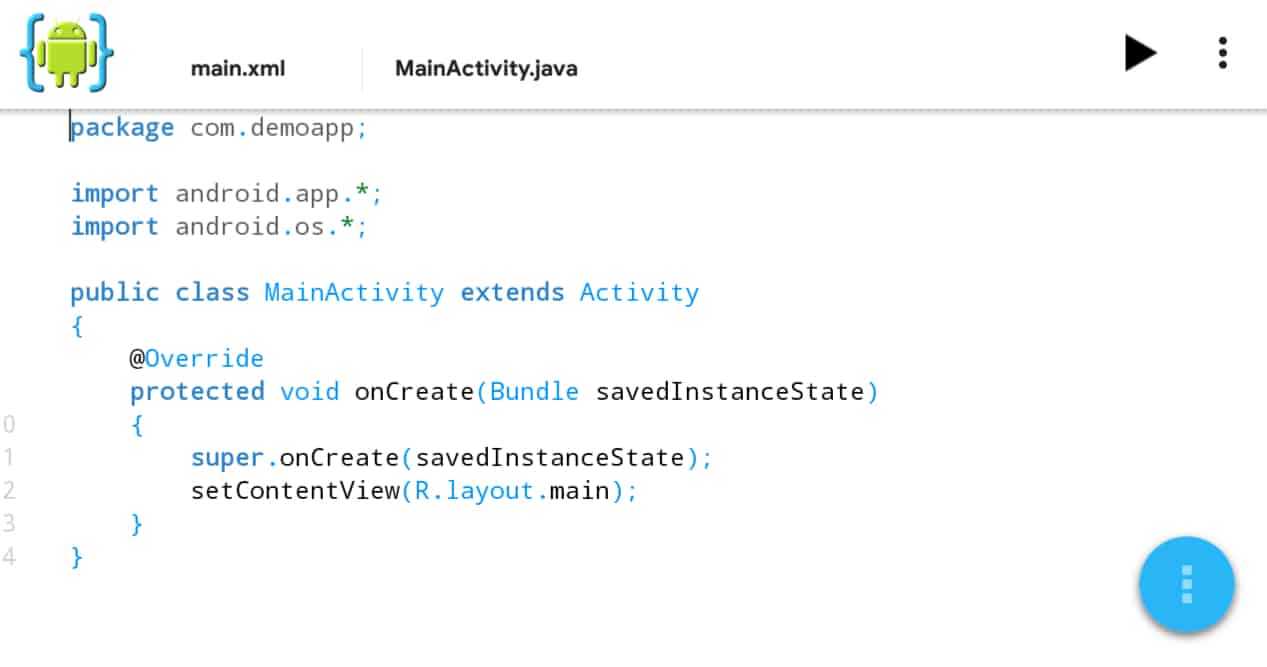 main.xml MainActivity.java
package com.demoapp;
import android.app.*;
import android.os.*;
public class MainActivity extends Activity
{
@Override
protected void onCreate(Bundle savedInstanceState)
0 {
1 super.onCreate(savedInstanceState);
2 setContentView(R.layout.main);
3 }
4 }